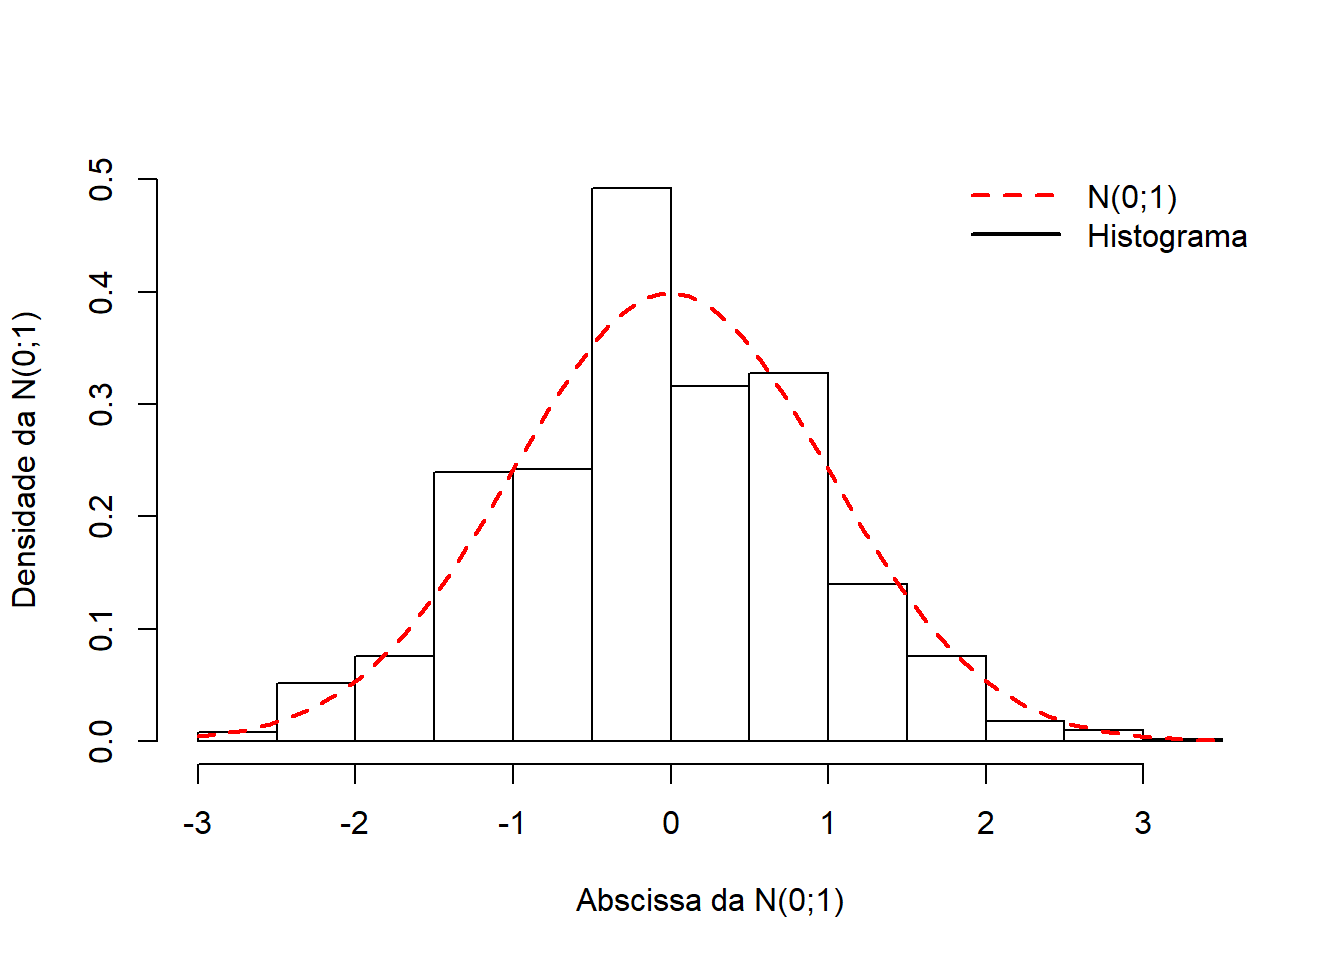 N(0;1)
Histograma
Densidade da N(0;1)
0.5
0.4
0.3
0.2
0.1
0.0
-3 -2 -1 0 1 2 3
Abscissa da N(0;1)